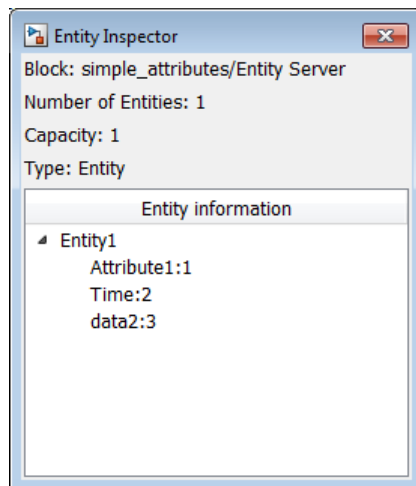 Entity Inspector
Block: simple_attributes/Entity Server
Number of Entities: 1
Capacity: 1
Type: Entity
Entity information
Entity1
Attribute1:1
Time:2
data2:3